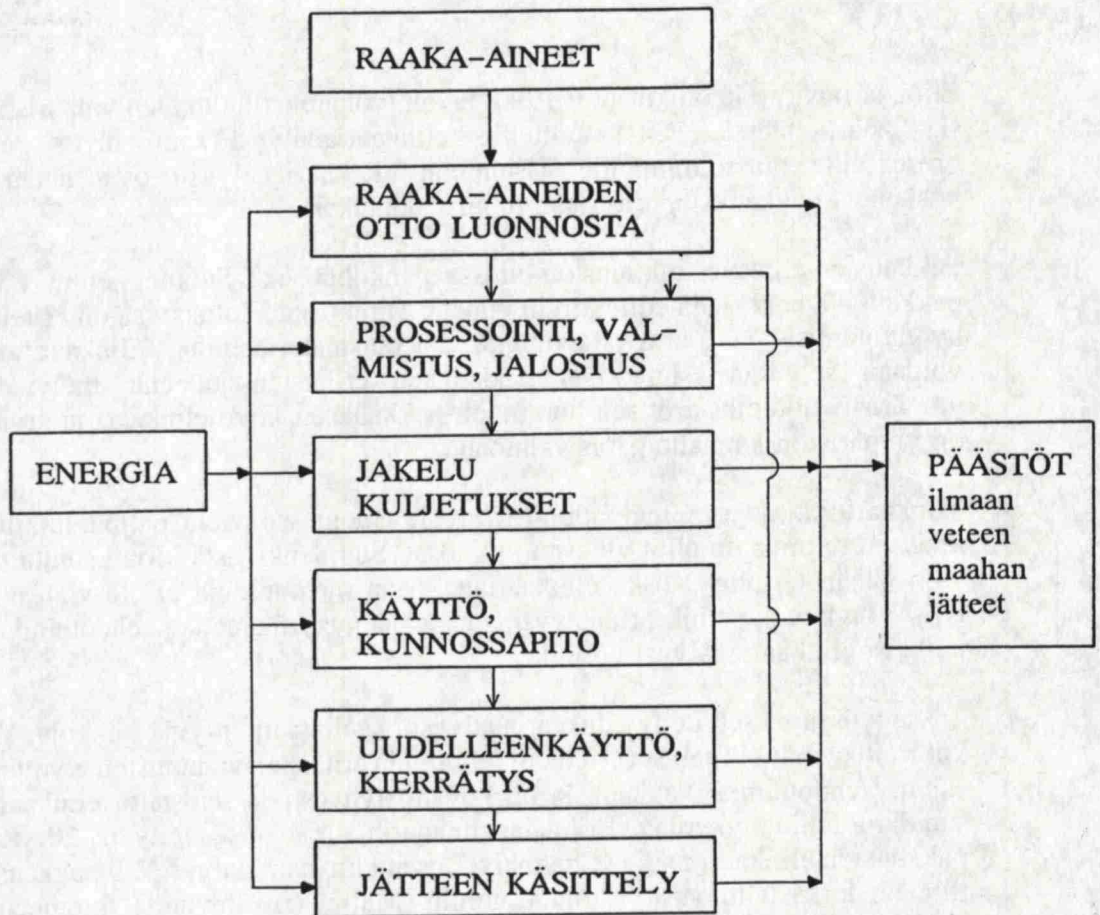 RAAKA-AINEET
RAAKA-AINEIDEN
OTTO LUONNOSTA
PROSESSOINTI, VAL-
MISTUS, JALOSTUS
ENERGIA
JAKELU
KULJETUKSET
PÄÄSTÖT
ilmaan
veteen
maahan
jätteet
KÄYTTÖ,
KUNNOSSAPITO
UUDELLEENKÄYTTÖ,
KIERRÄTYS
JÄTTEEN KÄSITTELY